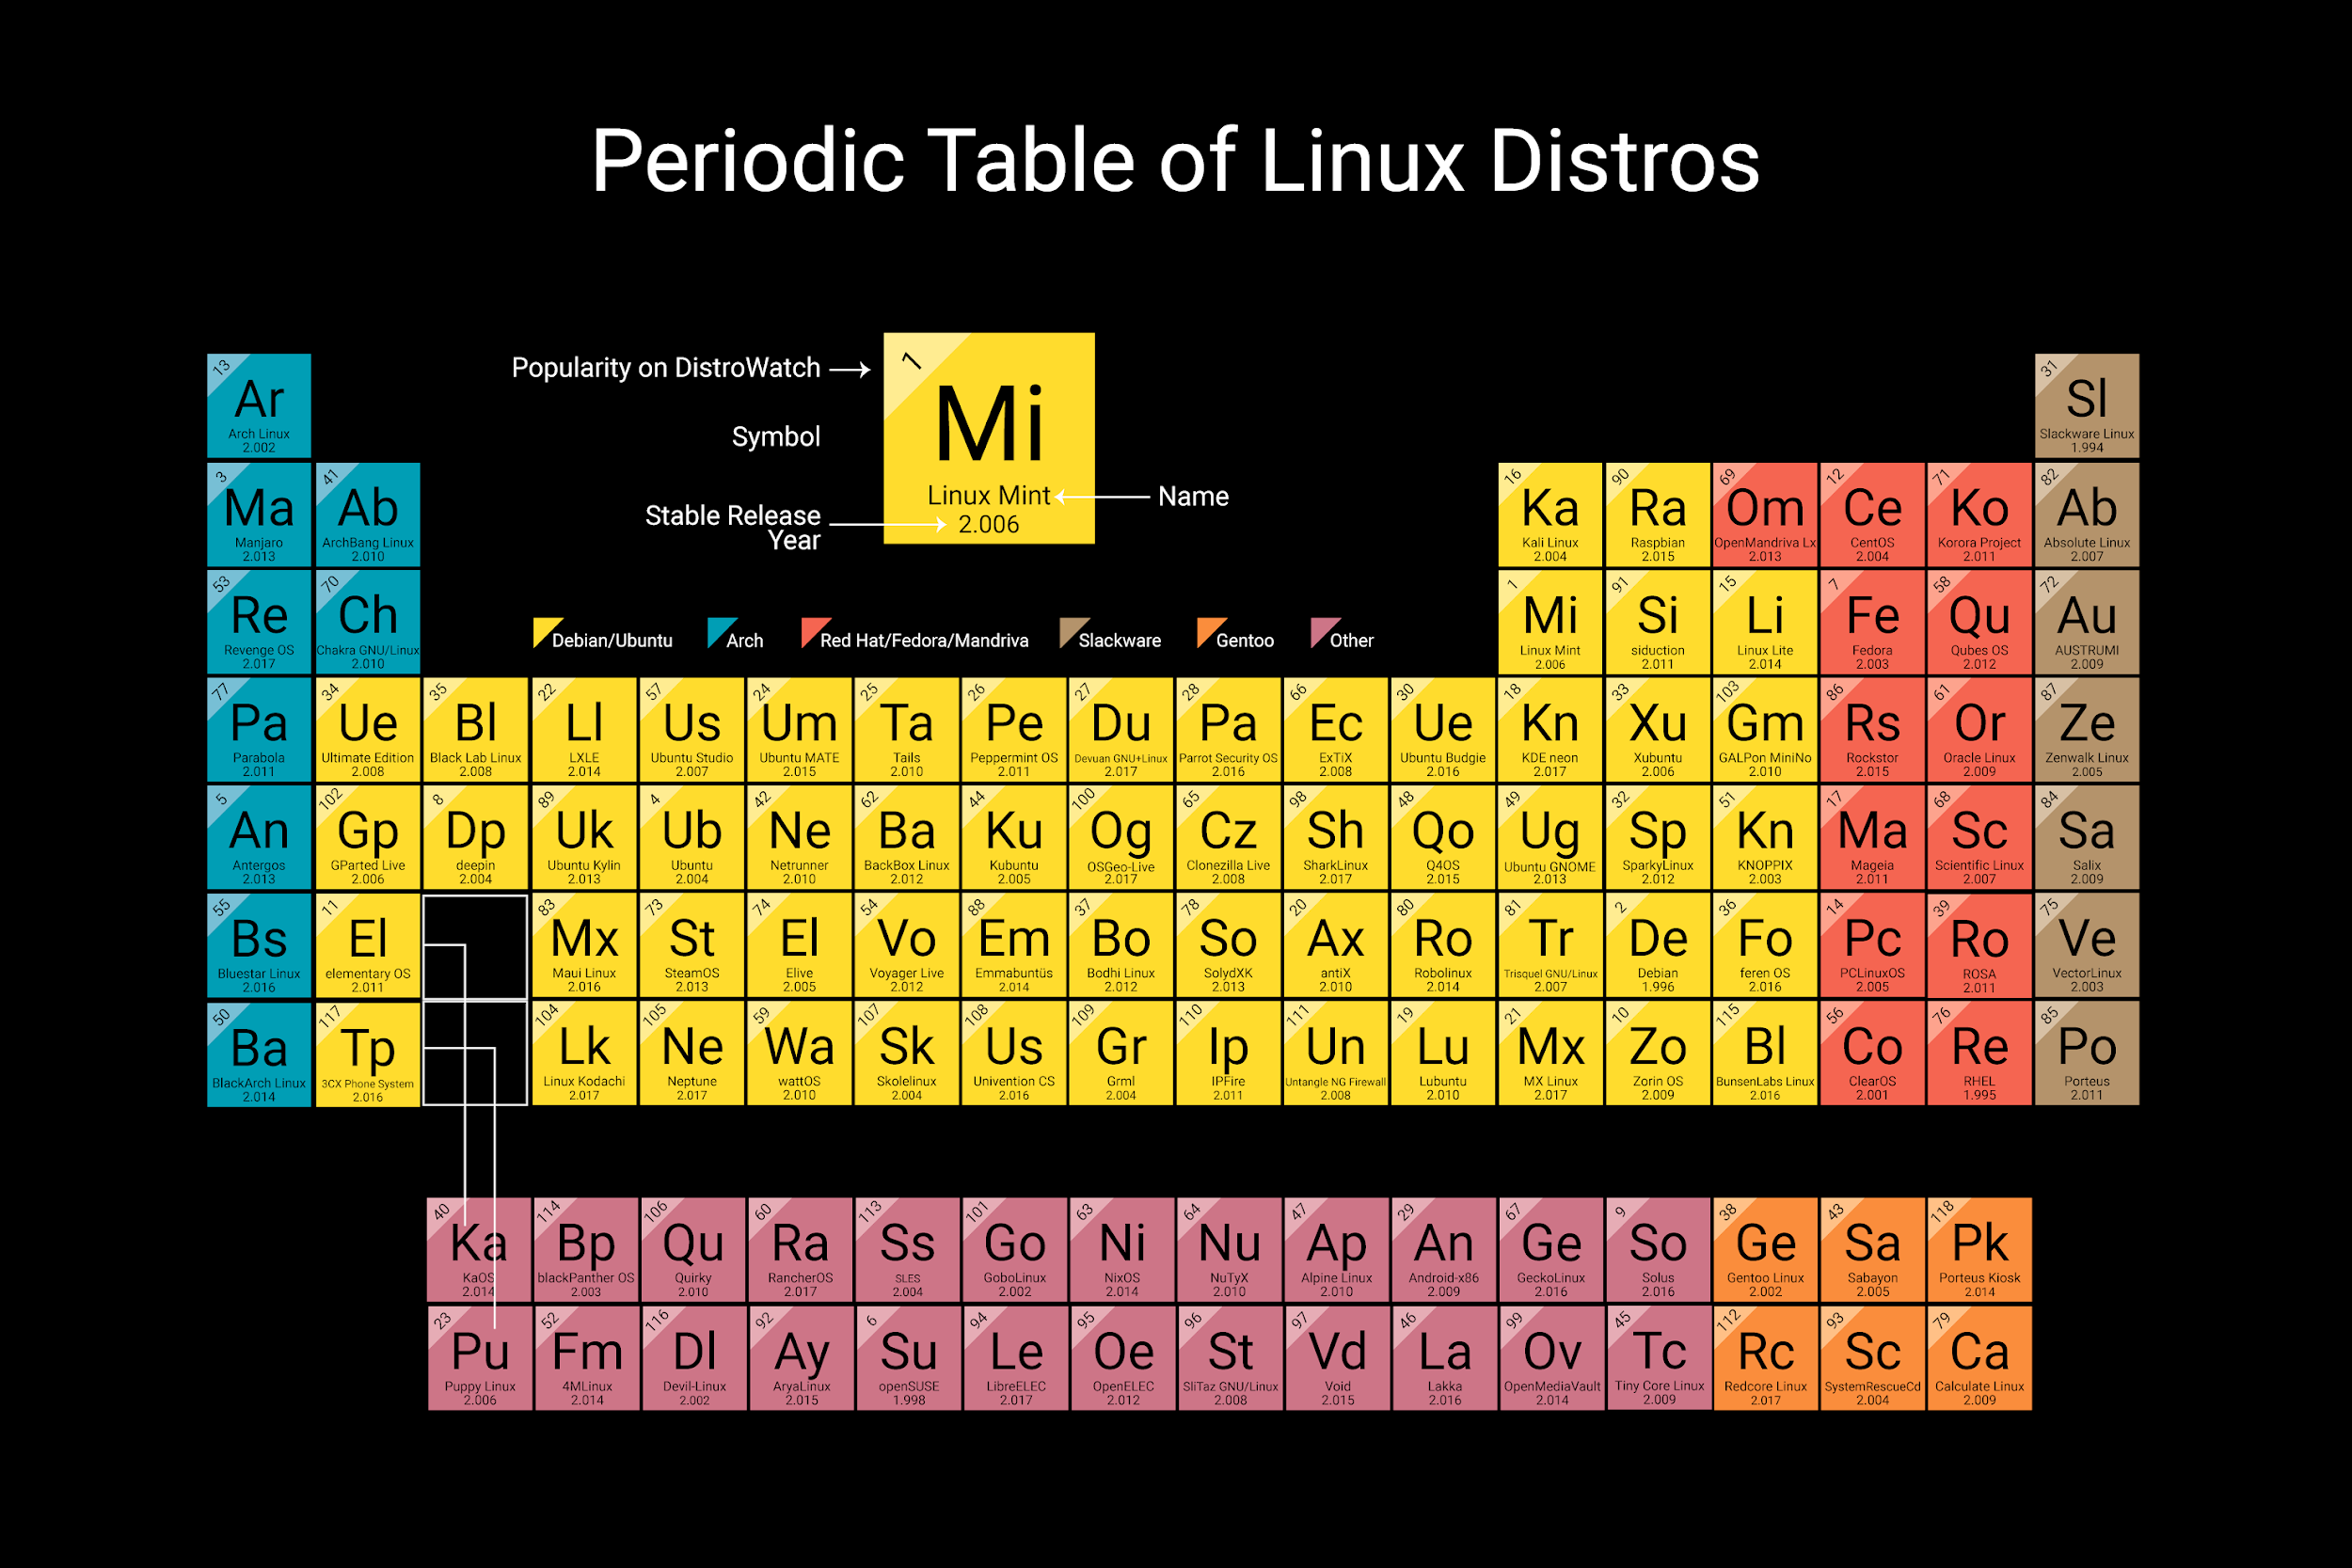 Periodic Table of Linux Distros
Popularity on DistroWatch
Symbol
Stable Release
Year
Name
1
Mi
Linux Mint
2.006
Debian/Ubuntu
Arch
Red Hat/Fedora/Mandriva
Slackware
Gentoo
Other
13
Ar
Arch Linux
2.002
31
Sl
Slackware Linux
1.994
3
Ma
Manjaro
2.013
41
Ab
ArchBang Linux
2.010
16
Ka
Kali Linux
2.004
90
Ra
Raspbian
2.015
69
Om
OpenMandriva Lx
2.013
12
Ce
CentOS
2.004
71
Ko
Korora Project
2.011
82
Ab
Absolute Linux
2.007
53
Re
Revenge OS
2.017
70
Ch
Chakra GNU/Linux
2.010
1
Mi
Linux Mint
2.006
91
Si
siduction
2.011
15
Li
Linux Lite
2.014
7
Fe
Fedora
2.003
58
Qu
Qubes OS
2.012
72
Au
AUSTRUMI
2.009
77
Pa
Parabola
2.011
34
Ue
Ultimate Edition
2.008
35
Bl
Black Lab Linux
2.008
22
Ll
LXLE
2.014
57
Us
Ubuntu Studio
2.007
24
Um
Ubuntu MATE
2.015
25
Ta
Tails
2.010
26
Pe
Peppermint OS
2.011
27
Du
Devuan GNU+Linux
2.017
28
Pa
Parrot Security OS
2.016
66
Ec
ExTiX
2.008
30
Ue
Ubuntu Budgie
2.016
18
Kn
KDE neon
2.017
33
Xu
Xubuntu
2.006
103
Gm
GALPon MiniNo
2.010
86
Rs
Rockstor
2.015
61
Or
Oracle Linux
2.009
87
Ze
Zenwalk Linux
2.005
5
An
Antergos
2.013
102
Gp
GParted Live
2.006
8
Dp
deepin
2.004
89
Uk
Ubuntu Kylin
2.013
4
Ub
Ubuntu
2.004
42
Ne
Netrunner
2.010
62
Ba
BackBox Linux
2.012
44
Ku
Kubuntu
2.005
100
Og
OSGeo-Live
2.017
65
Cz
Clonezilla Live
2.008
98
Sh
SharkLinux
2.017
48
Qo
Q4OS
2.015
49
Ug
Ubuntu GNOME
2.013
32
Sp
SparkyLinux
2.012
51
Kn
KNOPPIX
2.003
17
Ma
Mageia
2.011
68
Sc
Scientific Linux
2.007
84
Sa
Salix
2.009
55
Bs
Bluestar Linux
2.016
11
El
elementary OS
2.011
83
Mx
Maui Linux
2.016
73
St
SteamOS
2.013
74
El
Elive
2.005
54
Vo
Voyager Live
2.012
88
Em
Emmabuntüs
2.014
37
Bo
Bodhi Linux
2.012
78
So
SolydXK
2.013
20
Ax
antiX
2.010
80
Ro
Robolinux
2.014
81
Tr
Trisquel GNU/Linux
2.007
2
De
Debian
1.996
36
Fo
feren OS
2.016
14
Pc
PCLinuxOS
2.005
39
Ro
ROSA
2.011
75
Ve
VectorLinux
2.003
50
Ba
BlackArch Linux
2.014
117
Tp
3CX Phone System
2.016
104
Lk
Linux Kodachi
2.017
105
Ne
Neptune
2.017
59
Wa
wattOS
2.010
107
Sk
Skolelinux
2.004
108
Us
Univention CS
2.016
109
Gr
Grml
2.004
110
Ip
IPFire
2.011
111
Un
Untangle NG Firewall
2.008
19
Lu
Lubuntu
2.010
21
Mx
MX Linux
2.017
10
Zo
Zorin OS
2.009
115
Bl
BunsenLabs Linux
2.016
56
Co
ClearOS
2.001
76
Re
RHEL
1.995
85
Po
Porteus
2.011
40
Ka
KaOS
2.014
114
Bp
blackPanther OS
2.003
106
Qu
Quirky
2.010
60
Ra
RancherOS
2.017
113
Ss
SLES
2.004
101
Go
GoboLinux
2.002
63
Ni
NixOS
2.014
64
Nu
NuTyX
2.010
47
Ap
Alpine Linux
2.010
29
An
Android-x86
2.009
67
Ge
GeckoLinux
2.016
9
So
Solus
2.016
38
Ge
Gentoo Linux
2.002
43
Sa
Sabayon
2.005
118
Pk
Porteus Kiosk
2.014
23
Pu
Puppy Linux
2.006
52
Fm
4MLinux
2.014
116
Dl
Devil-Linux
2.002
92
Ay
AryaLinux
2.015
6
Su
openSUSE
1.998
94
Le
LibreELEC
2.017
95
Oe
OpenELEC
2.012
96
St
SliTaz GNU/Linux
2.008
97
Vd
Void
2.015
46
La
Lakka
2.016
99
Ov
OpenMediaVault
2.014
45
Tc
Tiny Core Linux
2.009
112
Rc
Redcore Linux
2.017
93
Sc
SystemRescueCd
2.004
79
Ca
Calculate Linux
2.009